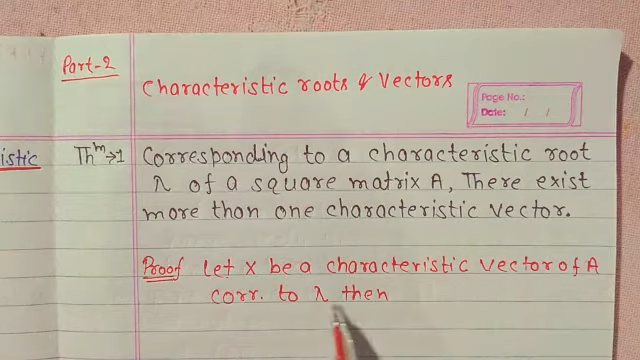 Part-2
Characteristic roots & Vectors
Page No.:
Date: / /
istic
Thm→1 Corresponding to a characteristic root
λ of a square matrix A, There exist
more than one characteristic vector.
Proof Let X be a characteristic vector of A
corr. to λ then